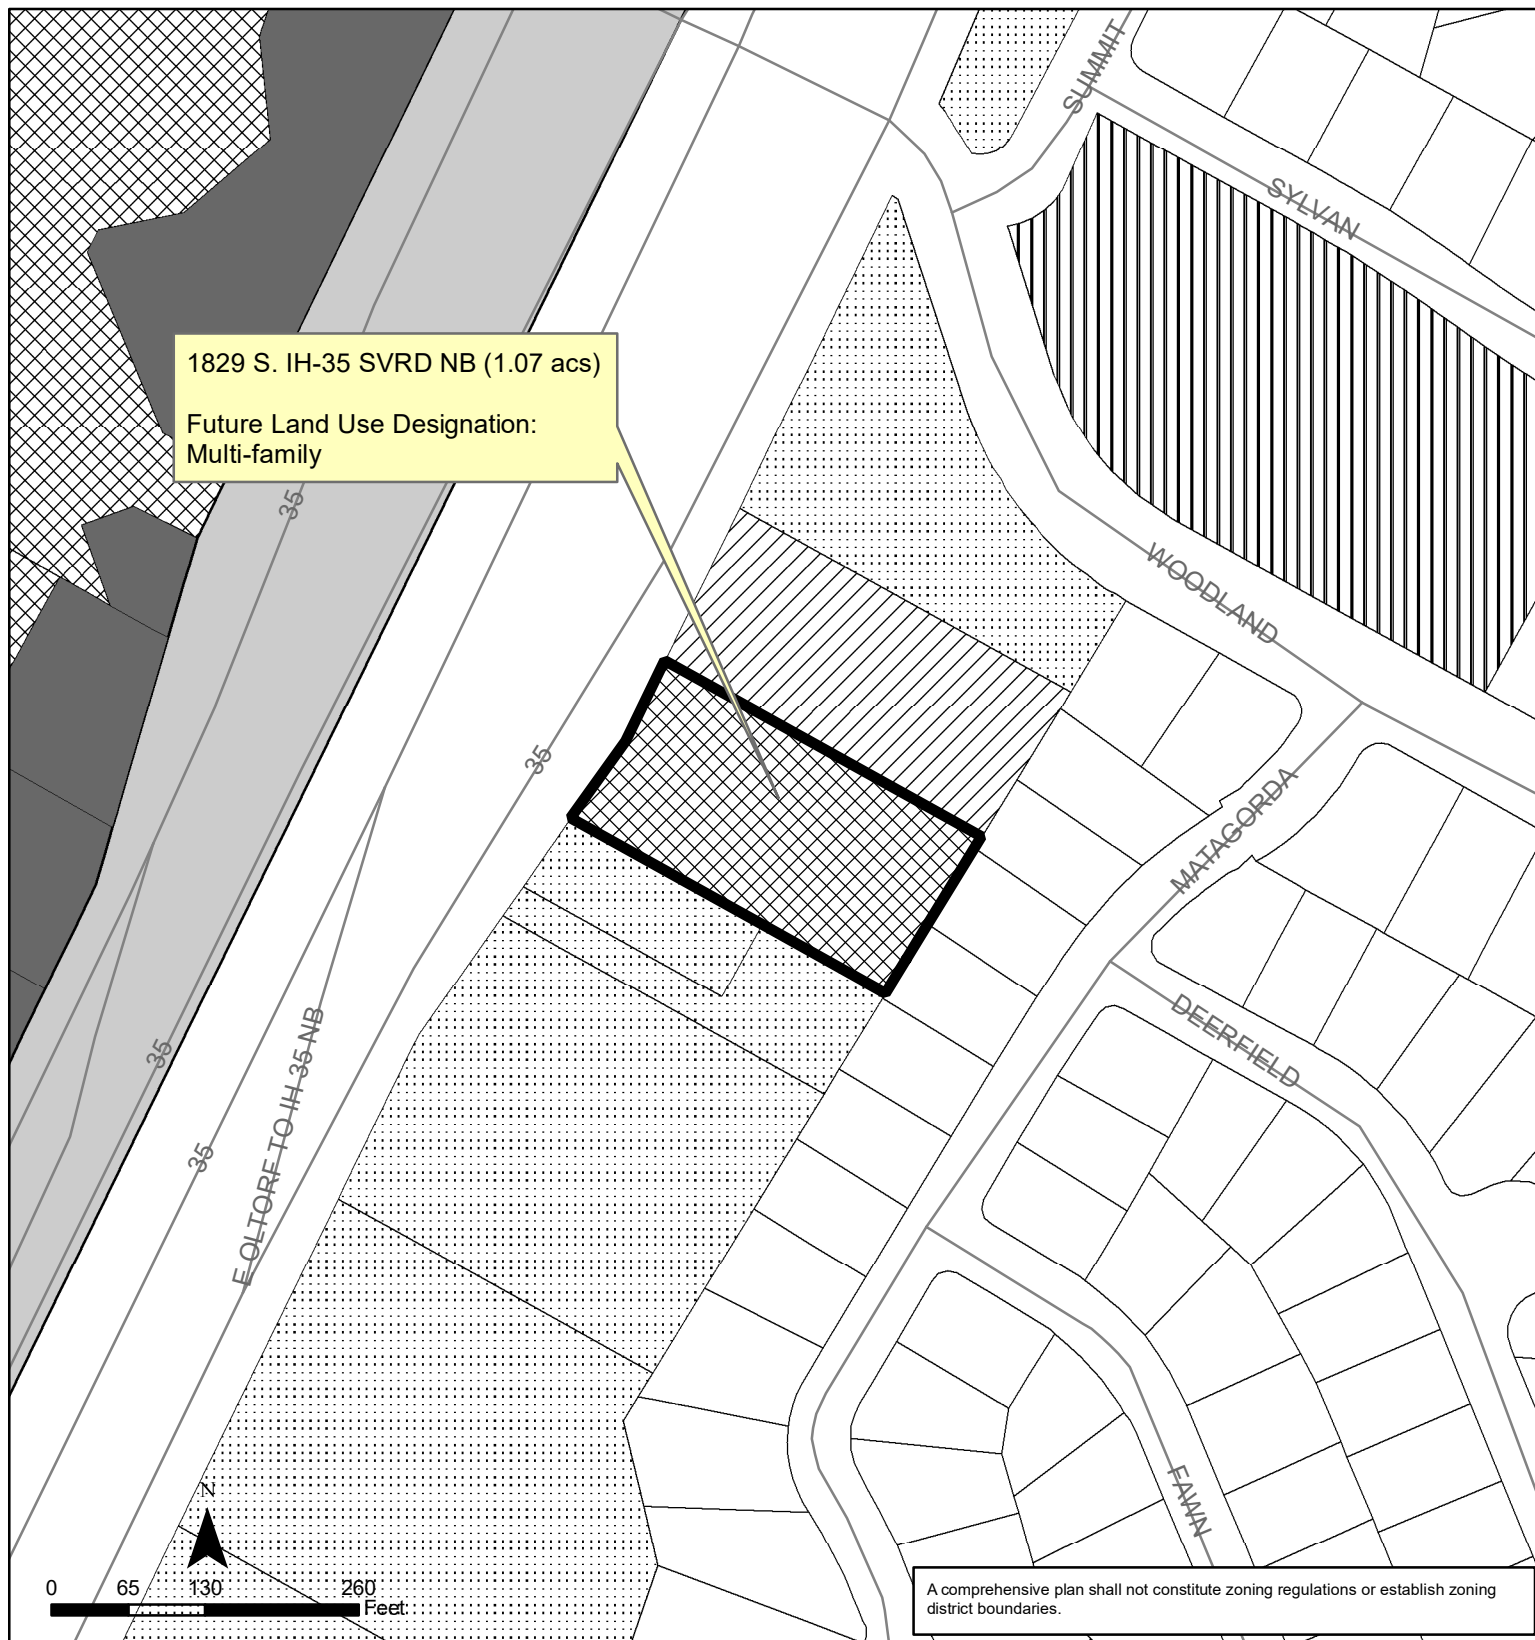 SUMMIT
SYLVAN
1829 S. IH-35 SVRD NB (1.07 acs)
Future Land Use Designation:
Multi-family
35
WOODLAND
35
MATAGORDA
DEERFIELD
35
E OLTORF TO IH 35 NB
35
FAWN
N
0 65 130 260
Feet
A comprehensive plan shall not constitute zoning regulations or establish zoning
district boundaries.